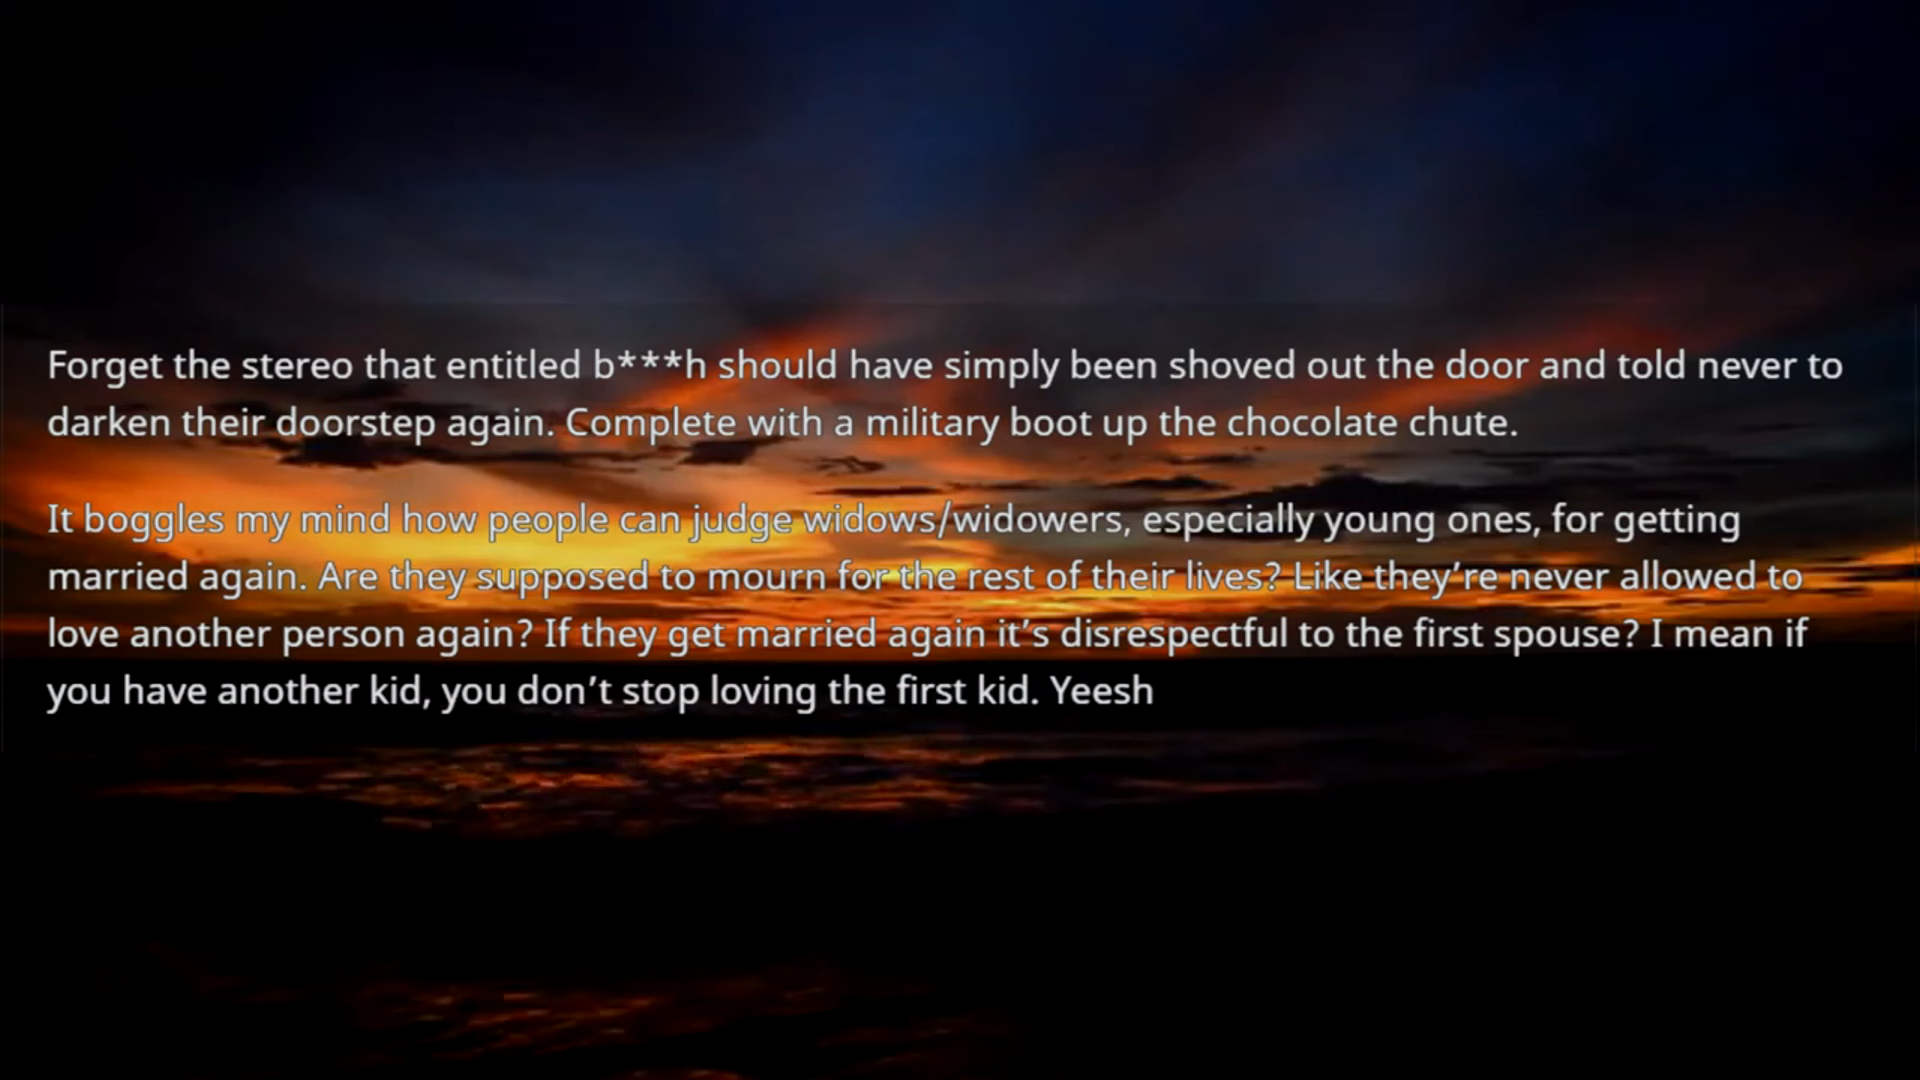 Forget the stereo that entitled b***h should have simply been shoved out the door and told never to
darken their doorstep again. Complete with a military boot up the chocolate chute.
It boggles my mind how people can judge widows/widowers, especially young ones, for getting
married again. Are they supposed to mourn for the rest of their lives? Like they’re never allowed to
love another person again? If they get married again it’s disrespectful to the first spouse? I mean if
you have another kid, you don’t stop loving the first kid. Yeesh